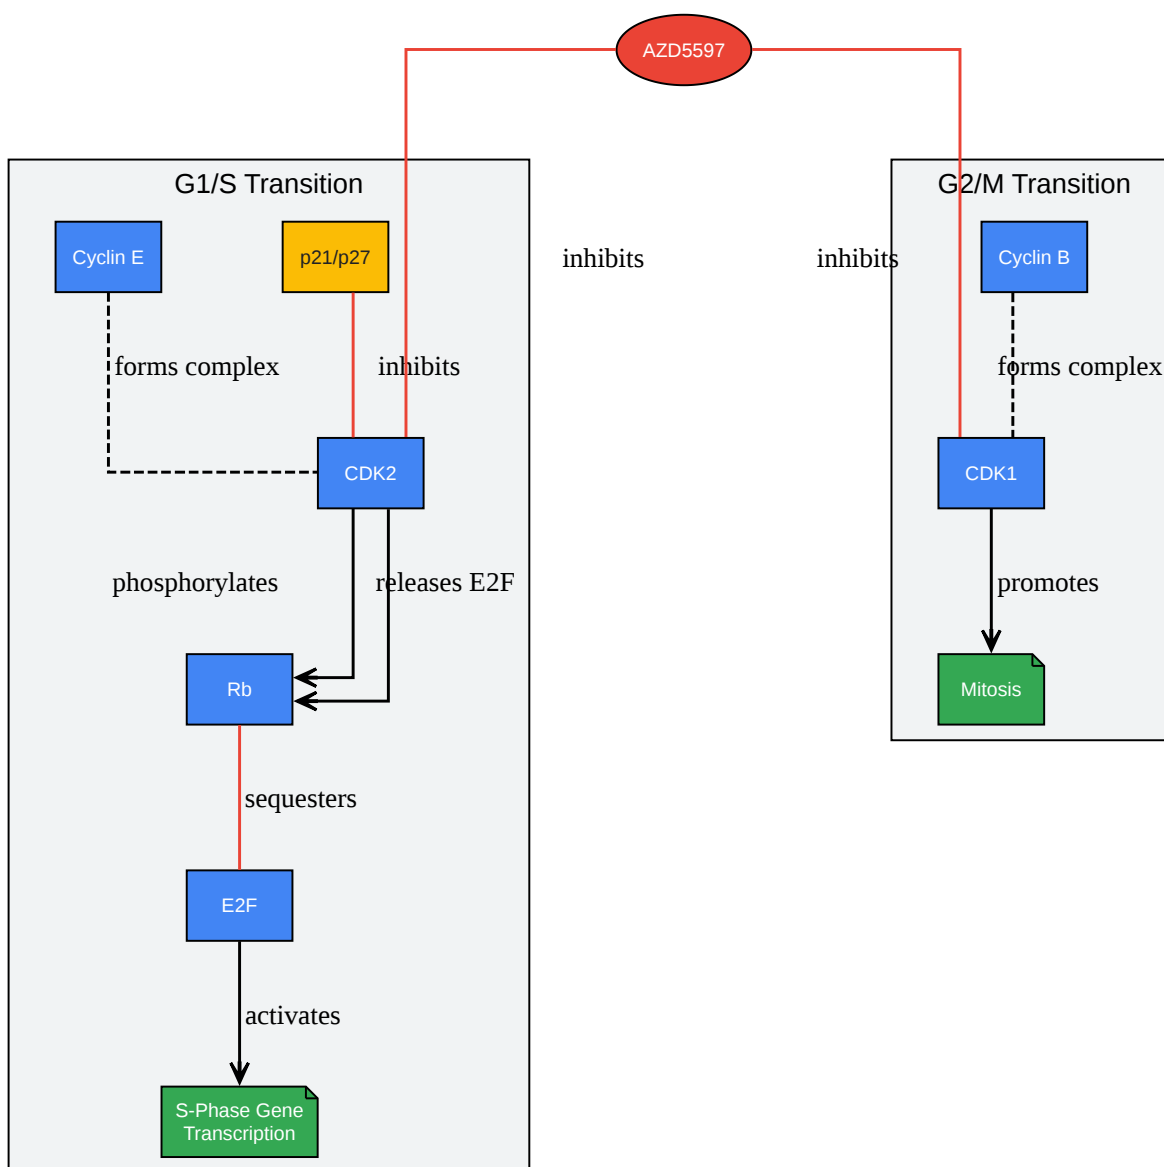 AZD5597
G1/S Transition
G2/M Transition
Cyclin E
p21/p27
inhibits
inhibits
Cyclin B
forms complex
inhibits
forms complex
CDK2
CDK1
phosphorylates
releases E2F
promotes
Rb
Mitosis
sequesters
E2F
activates
S-Phase Gene
Transcription